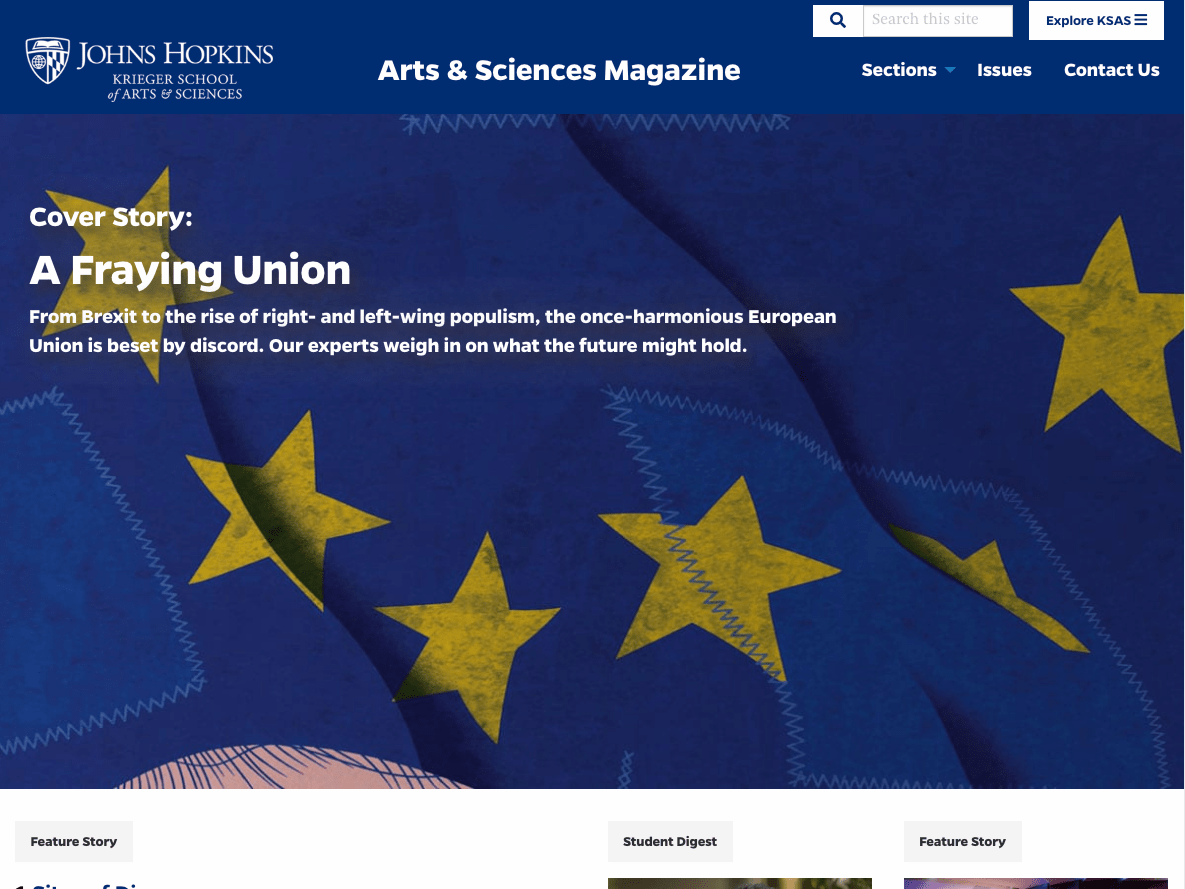 Search this site
Explore KSAS
JOHNS HOPKINS
KRIEGER SCHOOL
of ARTS & SCIENCES
Arts & Sciences Magazine
Sections
Issues
Contact Us
Cover Story:
A Fraying Union
From Brexit to the rise of right- and left-wing populism, the once-harmonious European
Union is beset by discord. Our experts weigh in on what the future might hold.
Feature Story
Student Digest
Feature Story